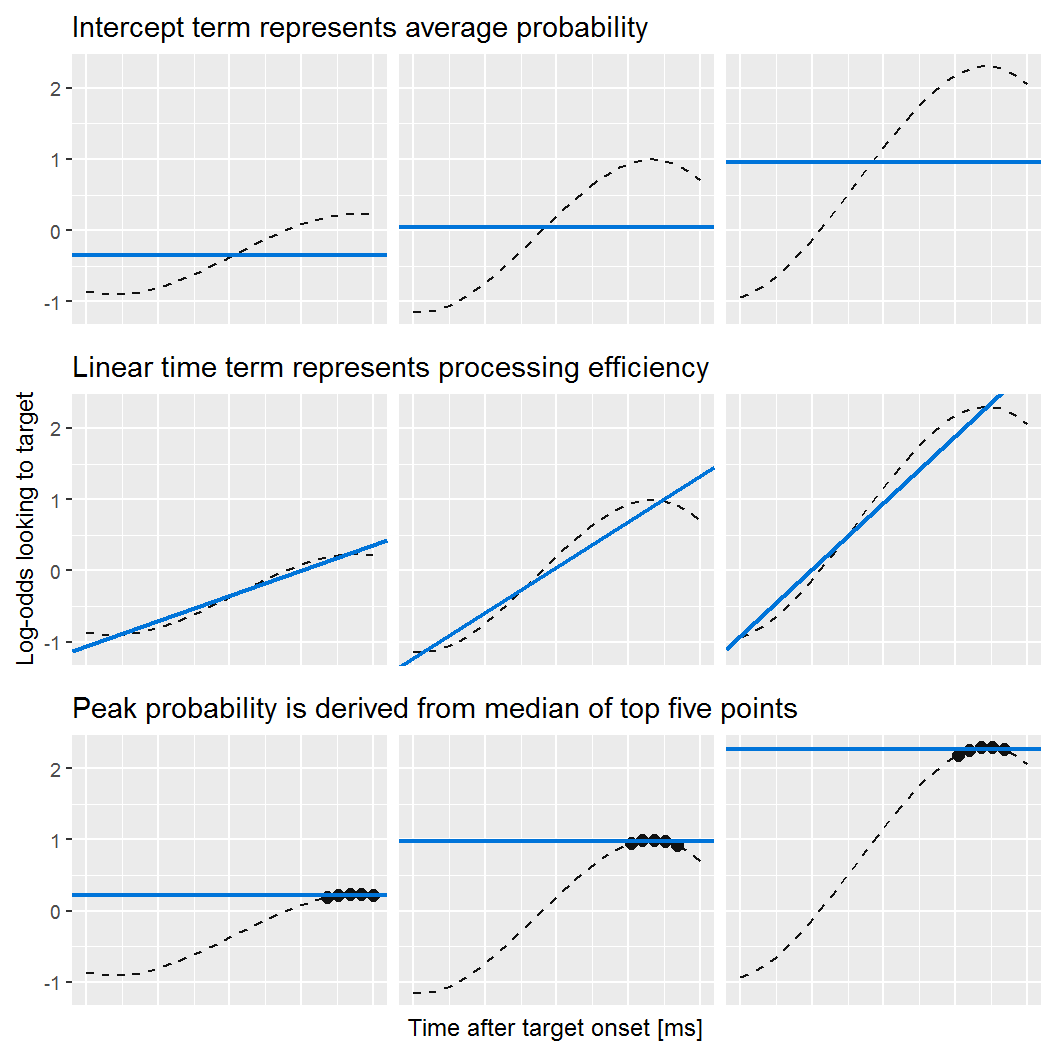 Intercept term represents average probability
2
1
0
-1
Linear time term represents processing efficiency
Log-odds looking to target
2
1
0
-1
Peak probability is derived from median of top five points
2
1
0
-1
Time after target onset [ms]